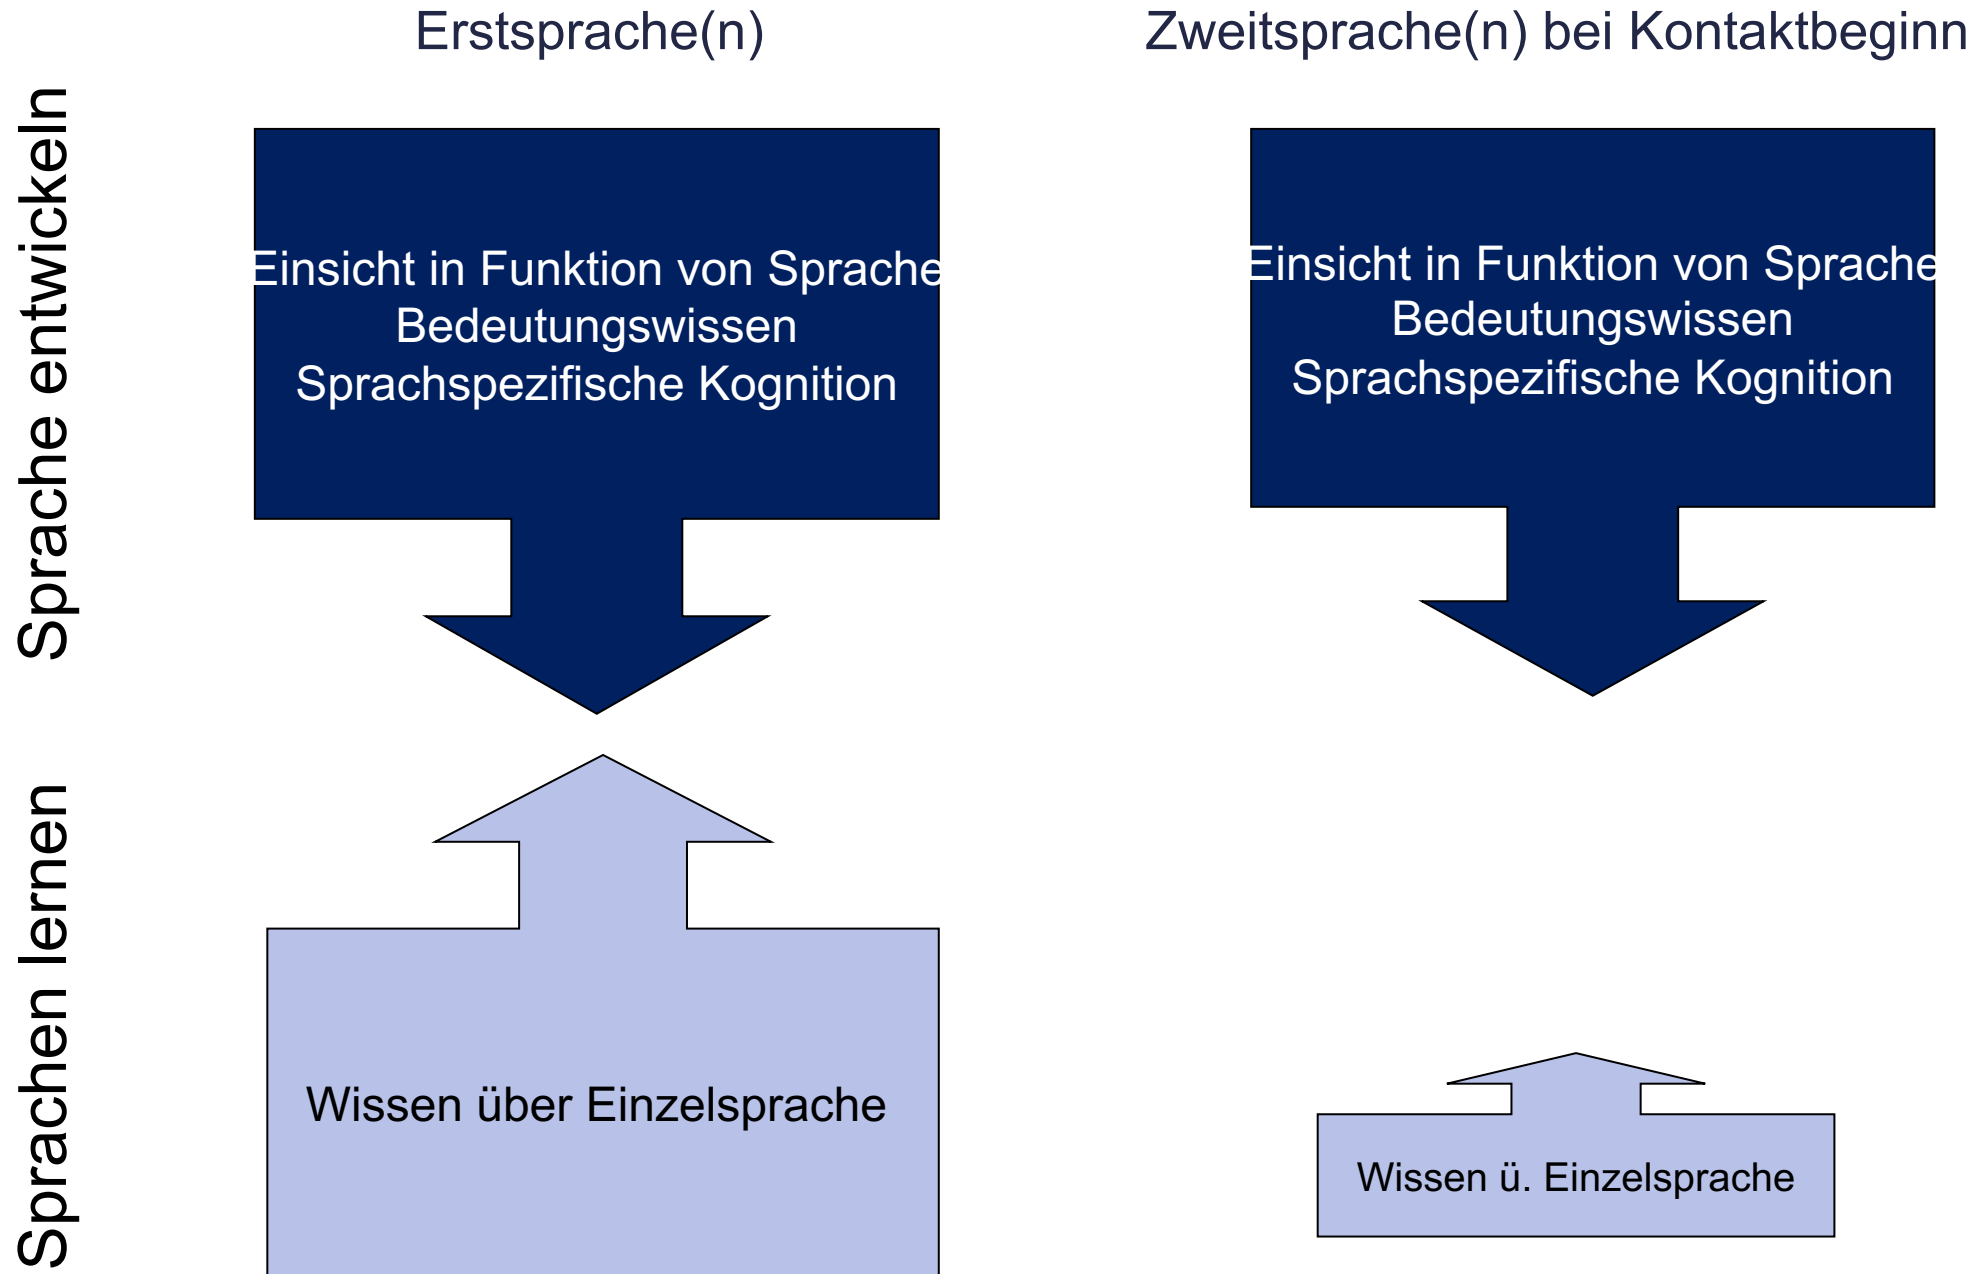 Erstsprache(n)
Zweitsprache(n) bei Kontaktbeginn
Sprache entwickeln
Einsicht in Funktion von Sprache
Bedeutungswissen
Sprachspezifische Kognition
Einsicht in Funktion von Sprache
Bedeutungswissen
Sprachspezifische Kognition
Sprachen lernen
Wissen über Einzelsprache
Wissen ü. Einzelsprache